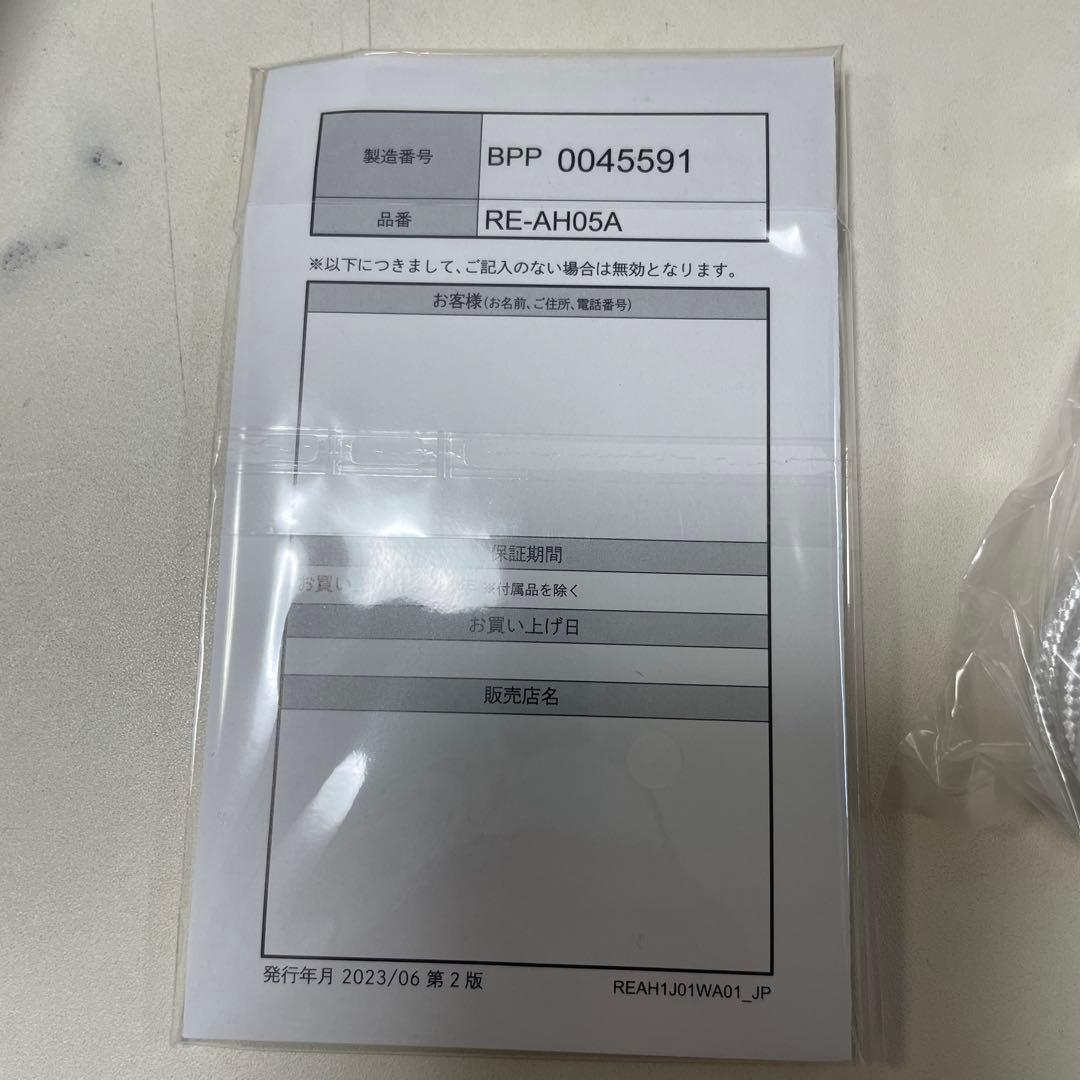 製造番号 BPP 0045591
品番 RE-AH05A
※以下につきまして、ご記入のない場合は無効となります。
お客様(お名前、ご住所、電話番号)
保証期間
お買い ※付属品を除く
お買い上げ日
販売店名
発行年月 2023/06 第2版
REAH1J01WA01_JP